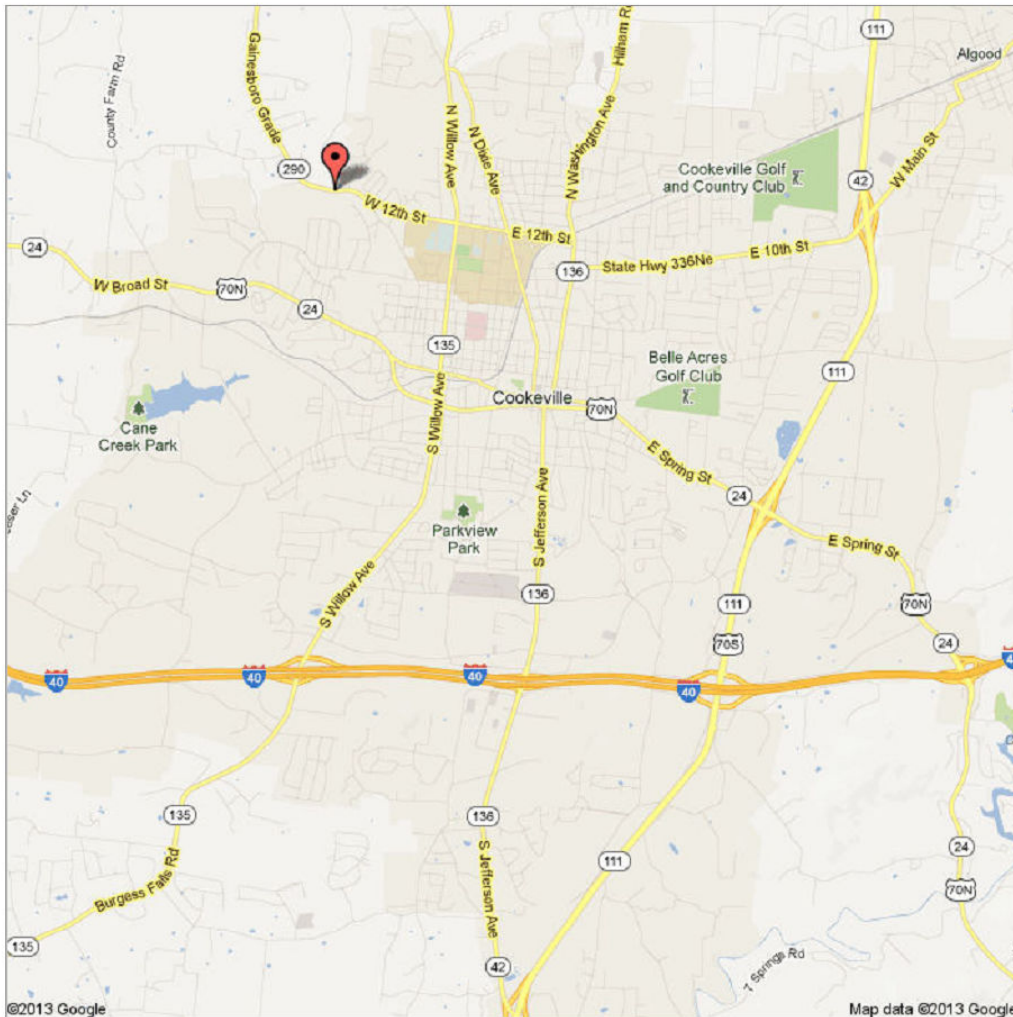 111
Algood
Hilham Rd
Gainesboro Grade
County Farm Rd
N Willow Ave
N Dixie Ave
N Washington Ave
W Main St
290
Cookeville Golf
and Country Club
42
W 12th St
E 12th St
24
136
State Hwy 336Ne
E 10th St
W Broad St
70N
24
135
Belle Acres
Golf Club
111
Cookeville
70N
Cane
Creek Park
S Willow Ave
E Spring St
24
Parkview
Park
S Jefferson Ave
E Spring St
S Willow Ave
136
111
70N
70S
24
40
40
40
40
135
136
S Jefferson Ave
111
24
70N
Burgess Falls Rd
135
42
7 Springs Rd
©2013 Google
Map data ©2013 Google